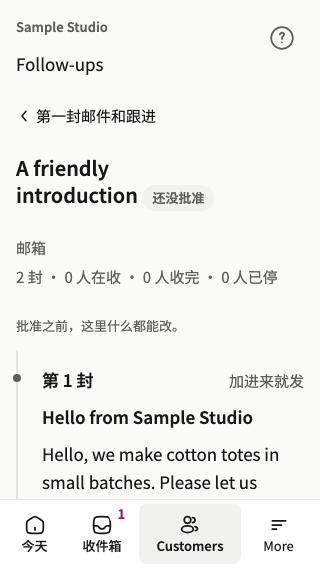 Sample Studio
Follow-ups
第一封邮件和跟进
A friendly
introduction 还没批准
邮箱
2 封 · 0 人在收 · 0 人收完 · 0 人已停
批准之前，这里什么都能改。
第 1 封 加进来就发
Hello from Sample Studio
Hello, we make cotton totes in
small batches. Please let us
1
今天 收件箱 Customers More